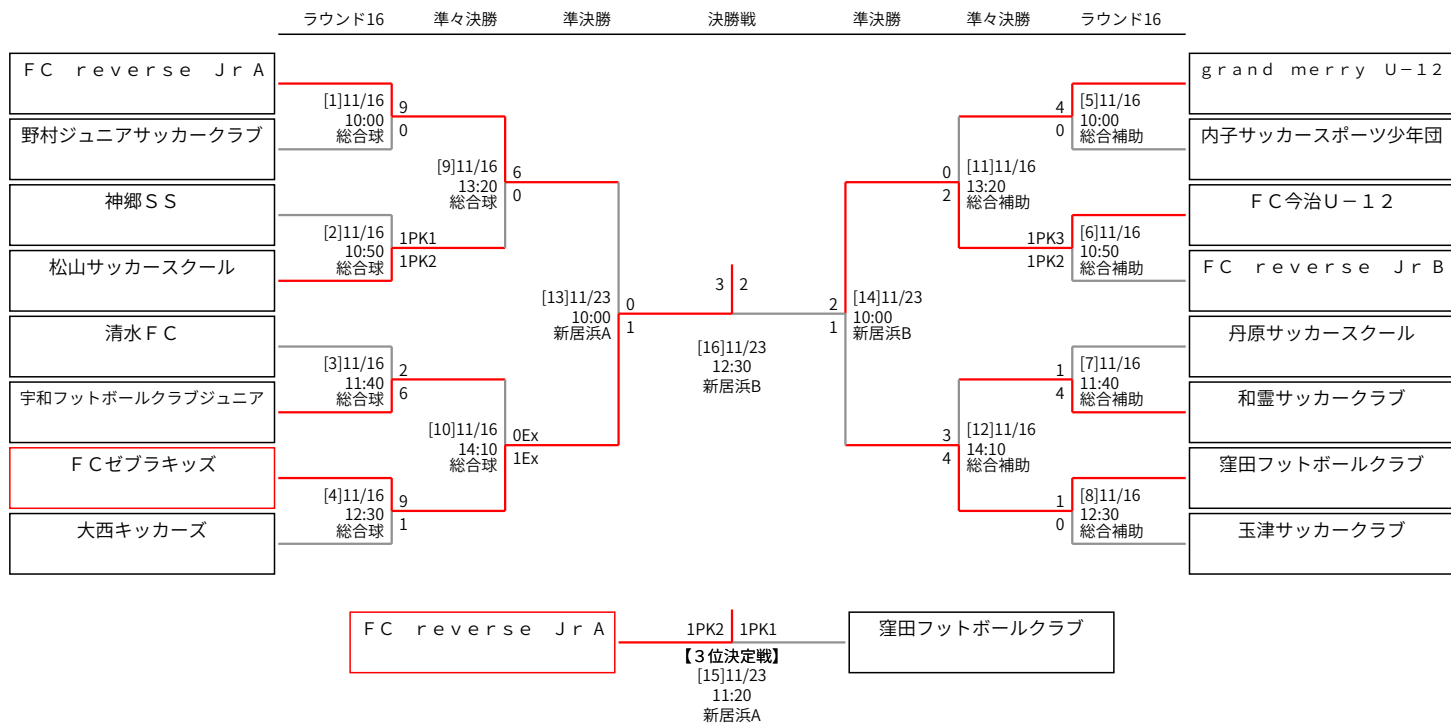 ラウンド16 準々決勝 準決勝 決勝戦 準決勝 準々決勝 ラウンド16
ＦＣ　ｒｅｖｅｒｓｅ　ＪｒＡ
野村ジュニアサッカークラブ
神郷ＳＳ
松山サッカースクール
清水ＦＣ
宇和フットボールクラブジュニア
ＦＣゼブラキッズ
大西キッカーズ
[1]11/16
10:00
総合球
9
0
[2]11/16
10:50
総合球
1PK1
1PK2
[3]11/16
11:40
総合球
2
6
[4]11/16
12:30
総合球
9
1
[9]11/16
13:20
総合球
6
0
[10]11/16
14:10
総合球
0Ex
1Ex
[13]11/23
10:00
新居浜A
0
1
3 2
[16]11/23
12:30
新居浜B
2
1
[14]11/23
10:00
新居浜B
0
2
[11]11/16
13:20
総合補助
3
4
[12]11/16
14:10
総合補助
4
0
[5]11/16
10:00
総合補助
1PK3
1PK2
[6]11/16
10:50
総合補助
1
4
[7]11/16
11:40
総合補助
1
0
[8]11/16
12:30
総合補助
ｇｒａｎｄ　ｍｅｒｒｙ　Ｕ－１２
内子サッカースポーツ少年団
ＦＣ今治Ｕ－１２
ＦＣ　ｒｅｖｅｒｓｅ　ＪｒＢ
丹原サッカースクール
和霊サッカークラブ
窪田フットボールクラブ
玉津サッカークラブ
ＦＣ　ｒｅｖｅｒｓｅ　ＪｒＡ
1PK2 1PK1
窪田フットボールクラブ
【３位決定戦】
[15]11/23
11:20
新居浜A